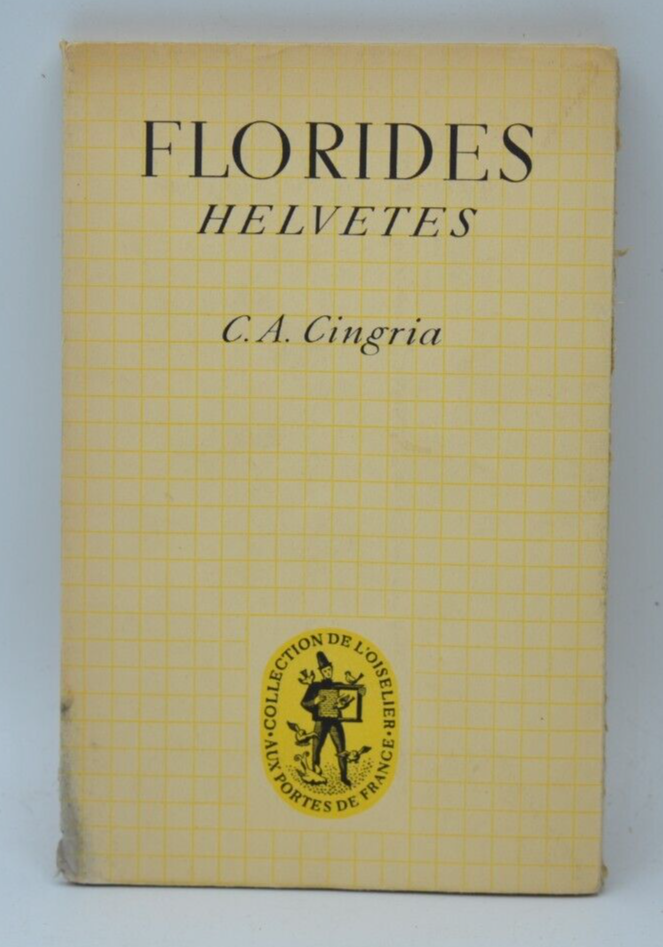 FLORIDES
HELVETES
C. A. Cingria
COLLECTION DE L'OISELIER
• AUX PORTES DE FRANCE •